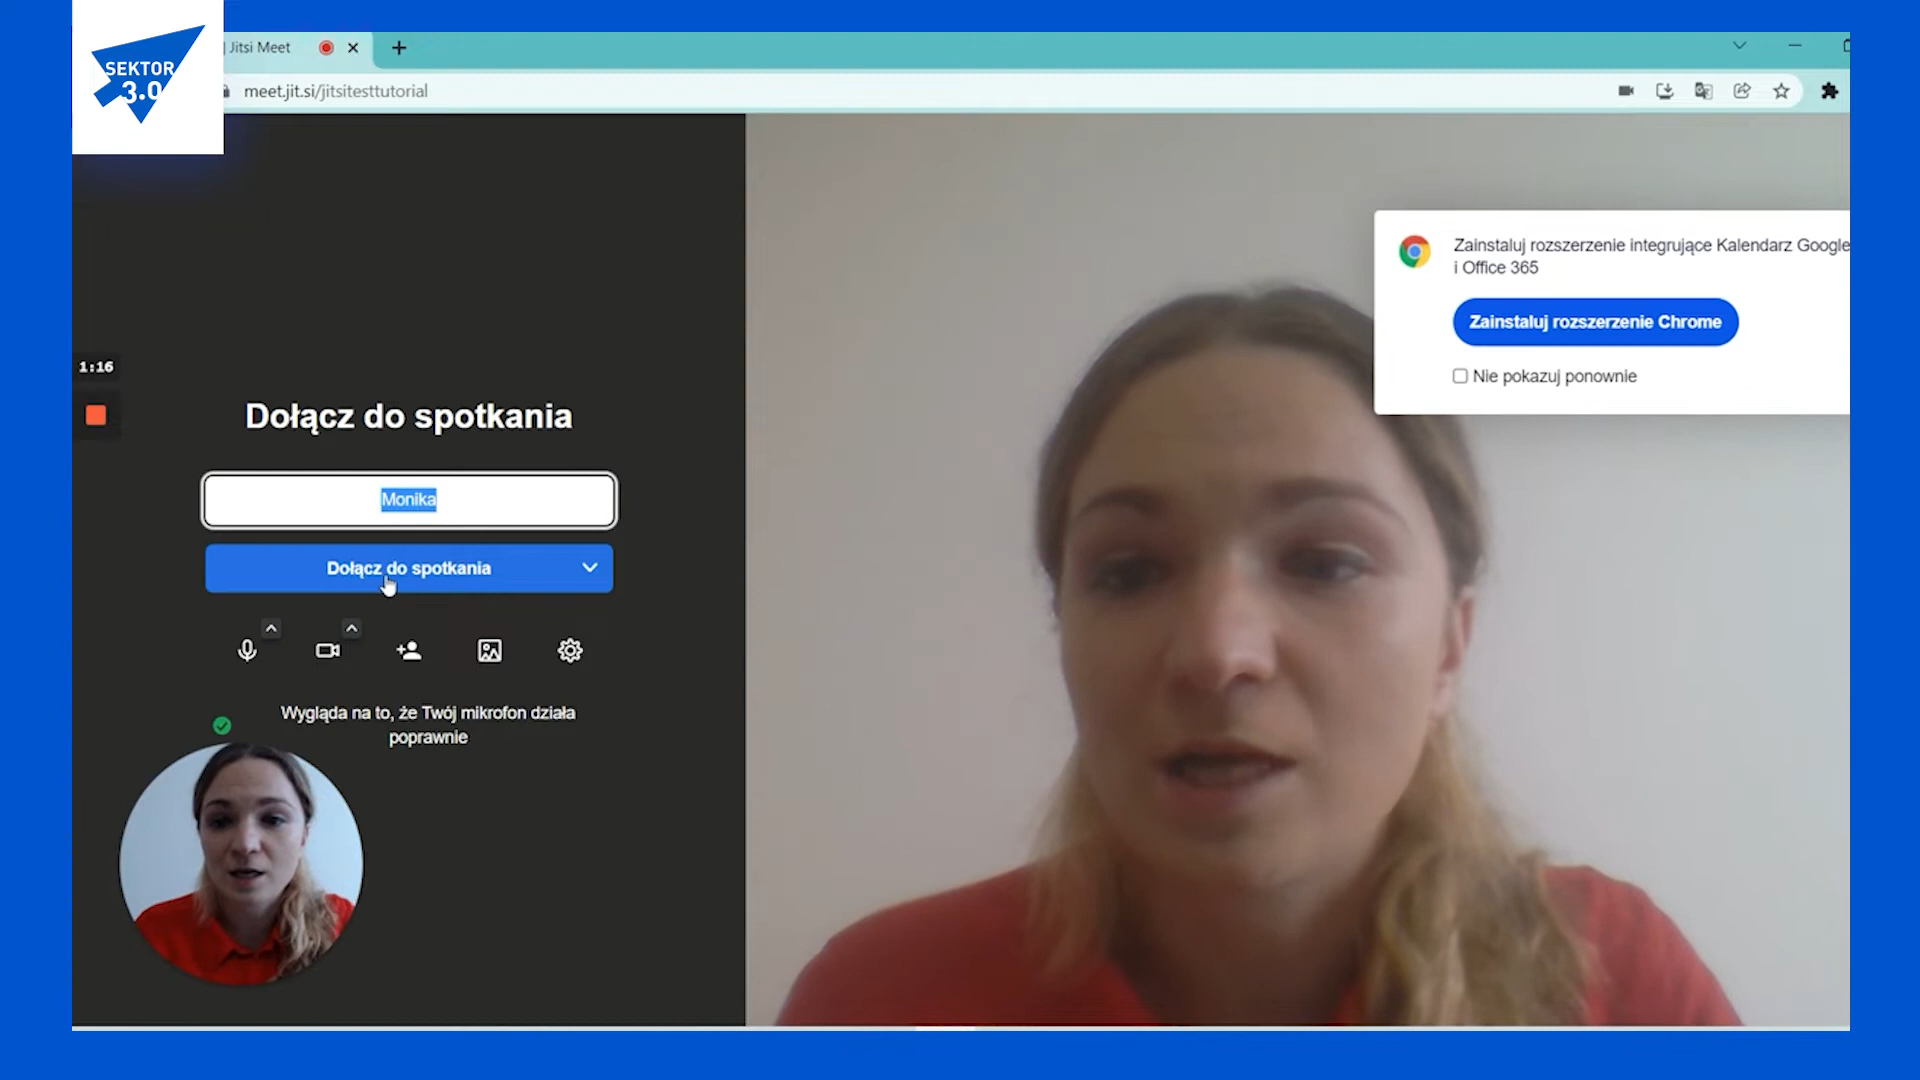 SEKTOR
3.0
Jitsi Meet
meet.jit.si/jitsitesttutorial
Zainstaluj rozszerzenie integrujące Kalendarz Google
i Office 365
Zainstaluj rozszerzenie Chrome
Nie pokazuj ponownie
1:16
Dołącz do spotkania
Monika
Dołącz do spotkania
Wygląda na to, że Twój mikrofon działa
poprawnie